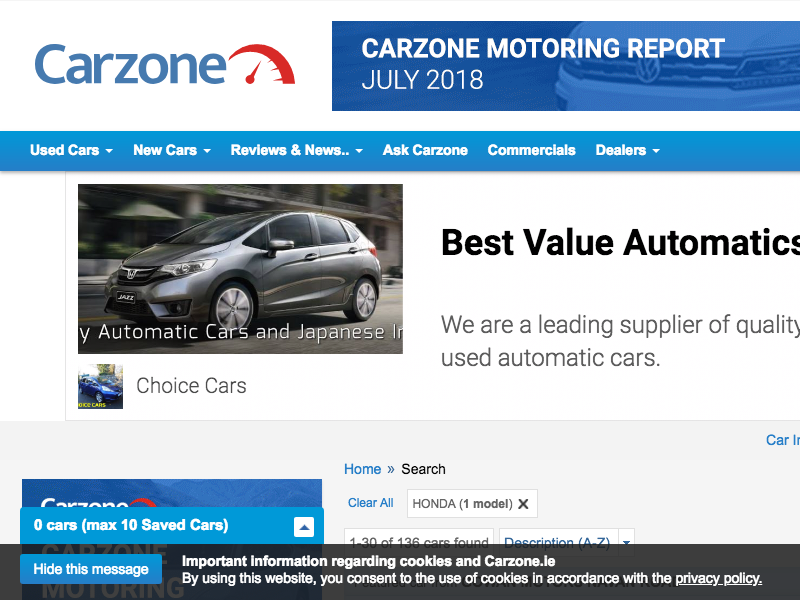 Carzone
CARZONE MOTORING REPORT
JULY 2018
Used Cars
New Cars
Reviews & News..
Ask Carzone
Commercials
Dealers
JAZZ
y Automatic Cars and Japanese I
Best Value Automatics
We are a leading supplier of quality
used automatic cars.
Choice Cars
Car I
Home » Search
Clear All
HONDA (1 model) ✕
Carzone
0 cars (max 10 Saved Cars)
1-30 of 136 cars found
Description (A-Z)
CARZONE
MOTORING
Hide this message
Important Information regarding cookies and Carzone.ie
By using this website, you consent to the use of cookies in accordance with the privacy policy.